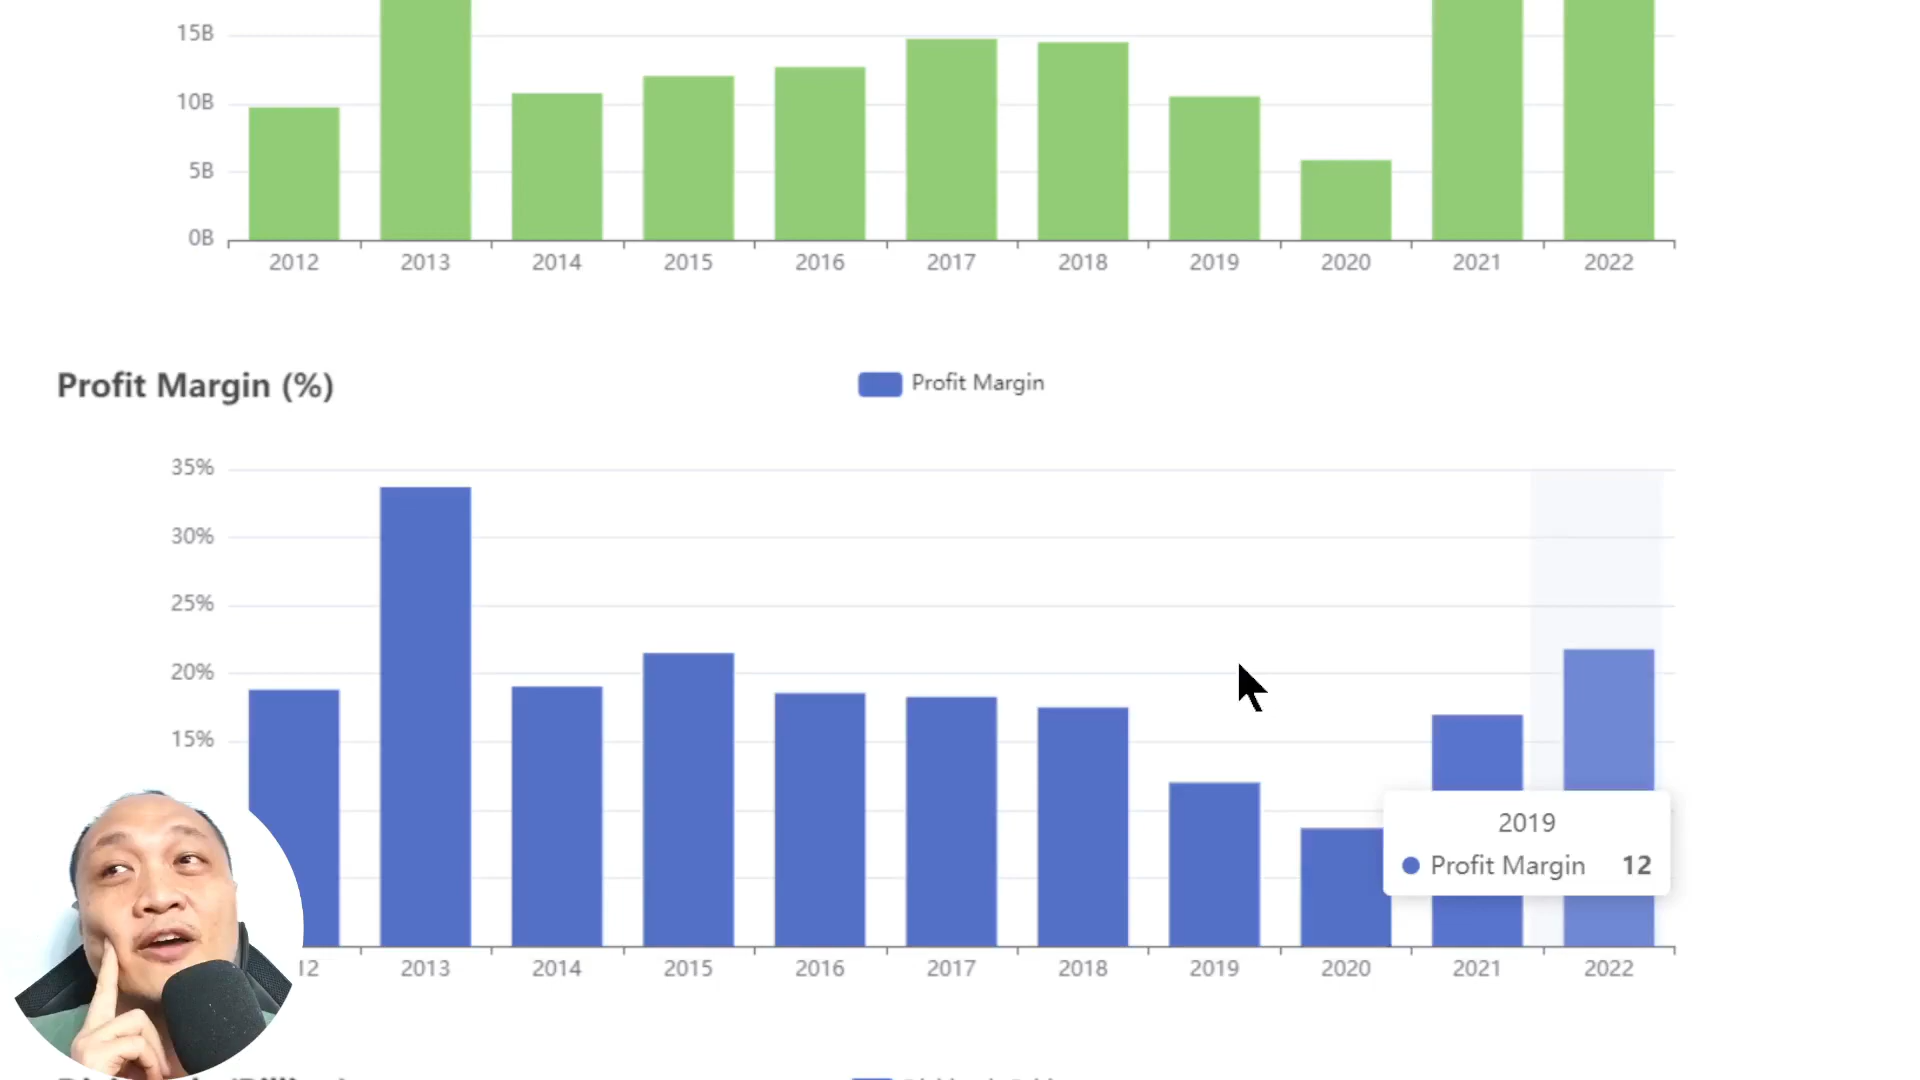 15B
10B
5B
0B
2012 2013 2014 2015 2016 2017 2018 2019 2020 2021 2022
Profit Margin (%)
Profit Margin
35%
30%
25%
20%
15%
2019
Profit Margin 12
12 2013 2014 2015 2016 2017 2018 2019 2020 2021 2022